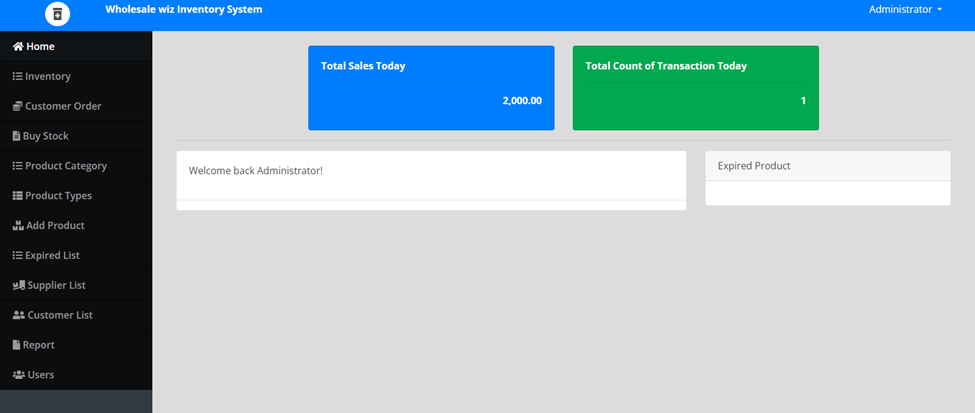 Wholesale wiz Inventory System
Administrator
Home
Inventory
Customer Order
Buy Stock
Product Category
Product Types
Add Product
Expired List
Supplier List
Customer List
Report
Users
Total Sales Today
2,000.00
Total Count of Transaction Today
1
Welcome back Administrator!
Expired Product